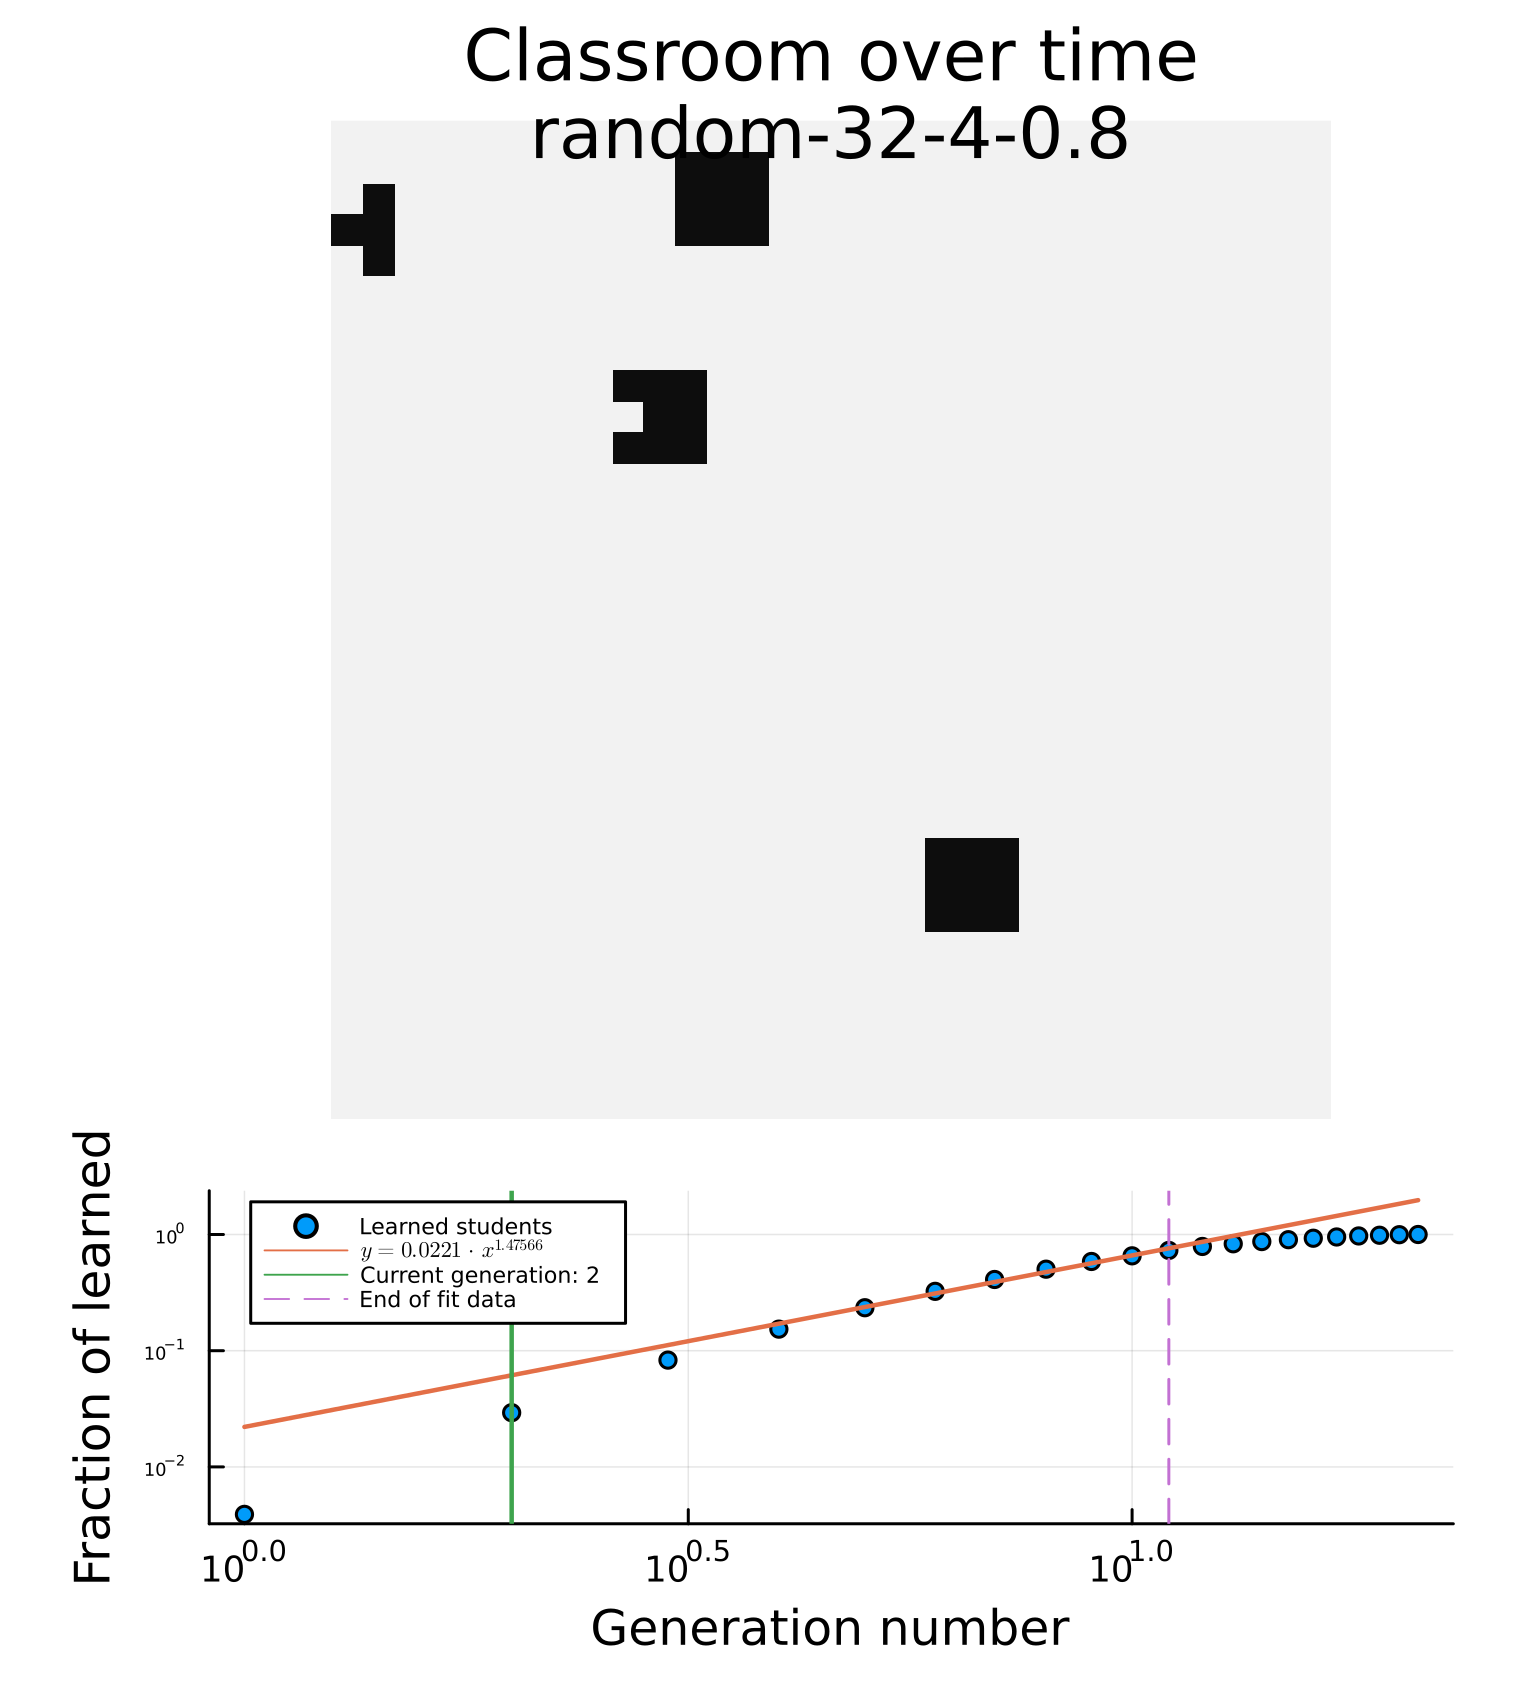 Classroom over time
random-32-4-0.8
Fraction of learned
10^0
10^−1
10^−2
Learned students
y = 0.0221 · x^1.47566
Current generation: 2
End of fit data
10^0.0
10^0.5
10^1.0
Generation number